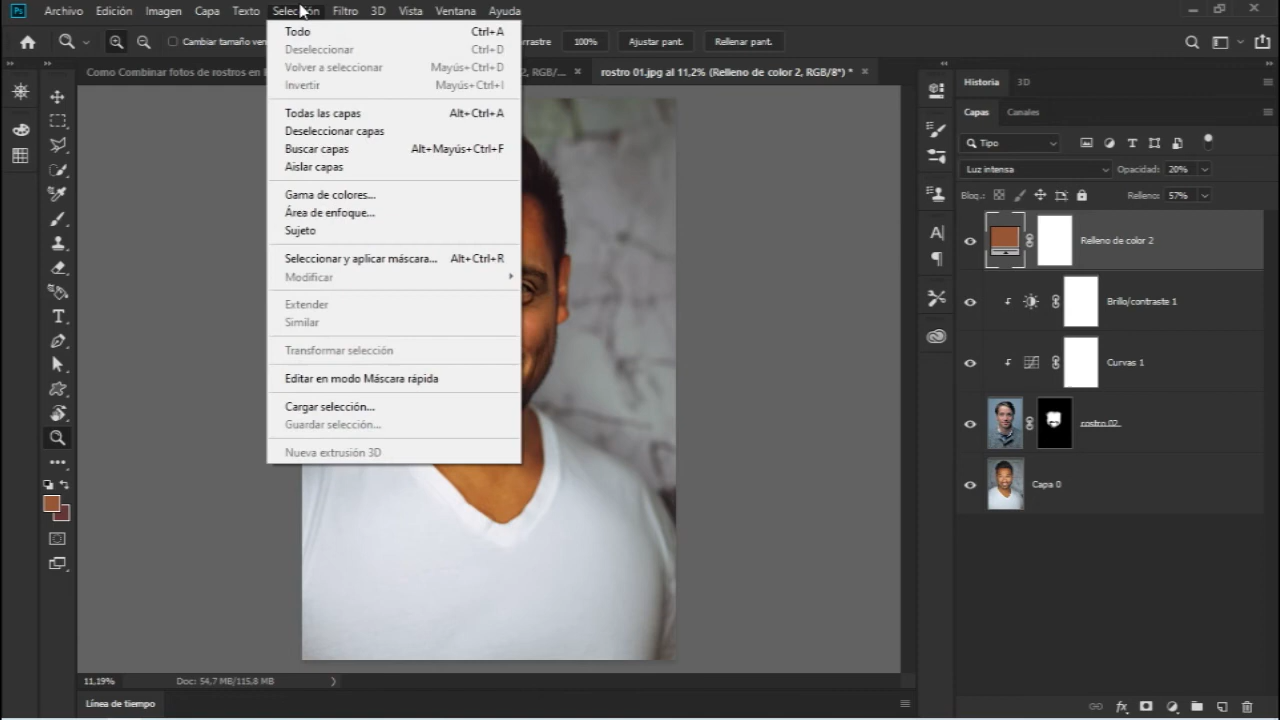 Ps Archivo Edición Imagen Capa Texto Selección Filtro 3D Vista Ventana Ayuda
Cambiar tamaño ven
rrastre 100% Ajustar pant. Rellenar pant.
Como Combinar fotos de rostros en
2, RGB/... ×
rostro 01.jpg al 11,2% (Relleno de color 2, RGB/8*) * ×
Todo Ctrl+A
Deseleccionar Ctrl+D
Volver a seleccionar Mayús+Ctrl+D
Invertir Mayús+Ctrl+I
Todas las capas Alt+Ctrl+A
Deseleccionar capas
Buscar capas Alt+Mayús+Ctrl+F
Aislar capas
Gama de colores...
Área de enfoque...
Sujeto
Seleccionar y aplicar máscara... Alt+Ctrl+R
Modificar
Extender
Similar
Transformar selección
Editar en modo Máscara rápida
Cargar selección...
Guardar selección...
Nueva extrusión 3D
Historia 3D
Capas Canales
Tipo
Luz intensa Opacidad: 20%
Bloq.: Relleno: 57%
Relleno de color 2
Brillo/contraste 1
Curvas 1
rostro 02
Capa 0
11,19% Doc: 54,7 MB/115,8 MB
Línea de tiempo